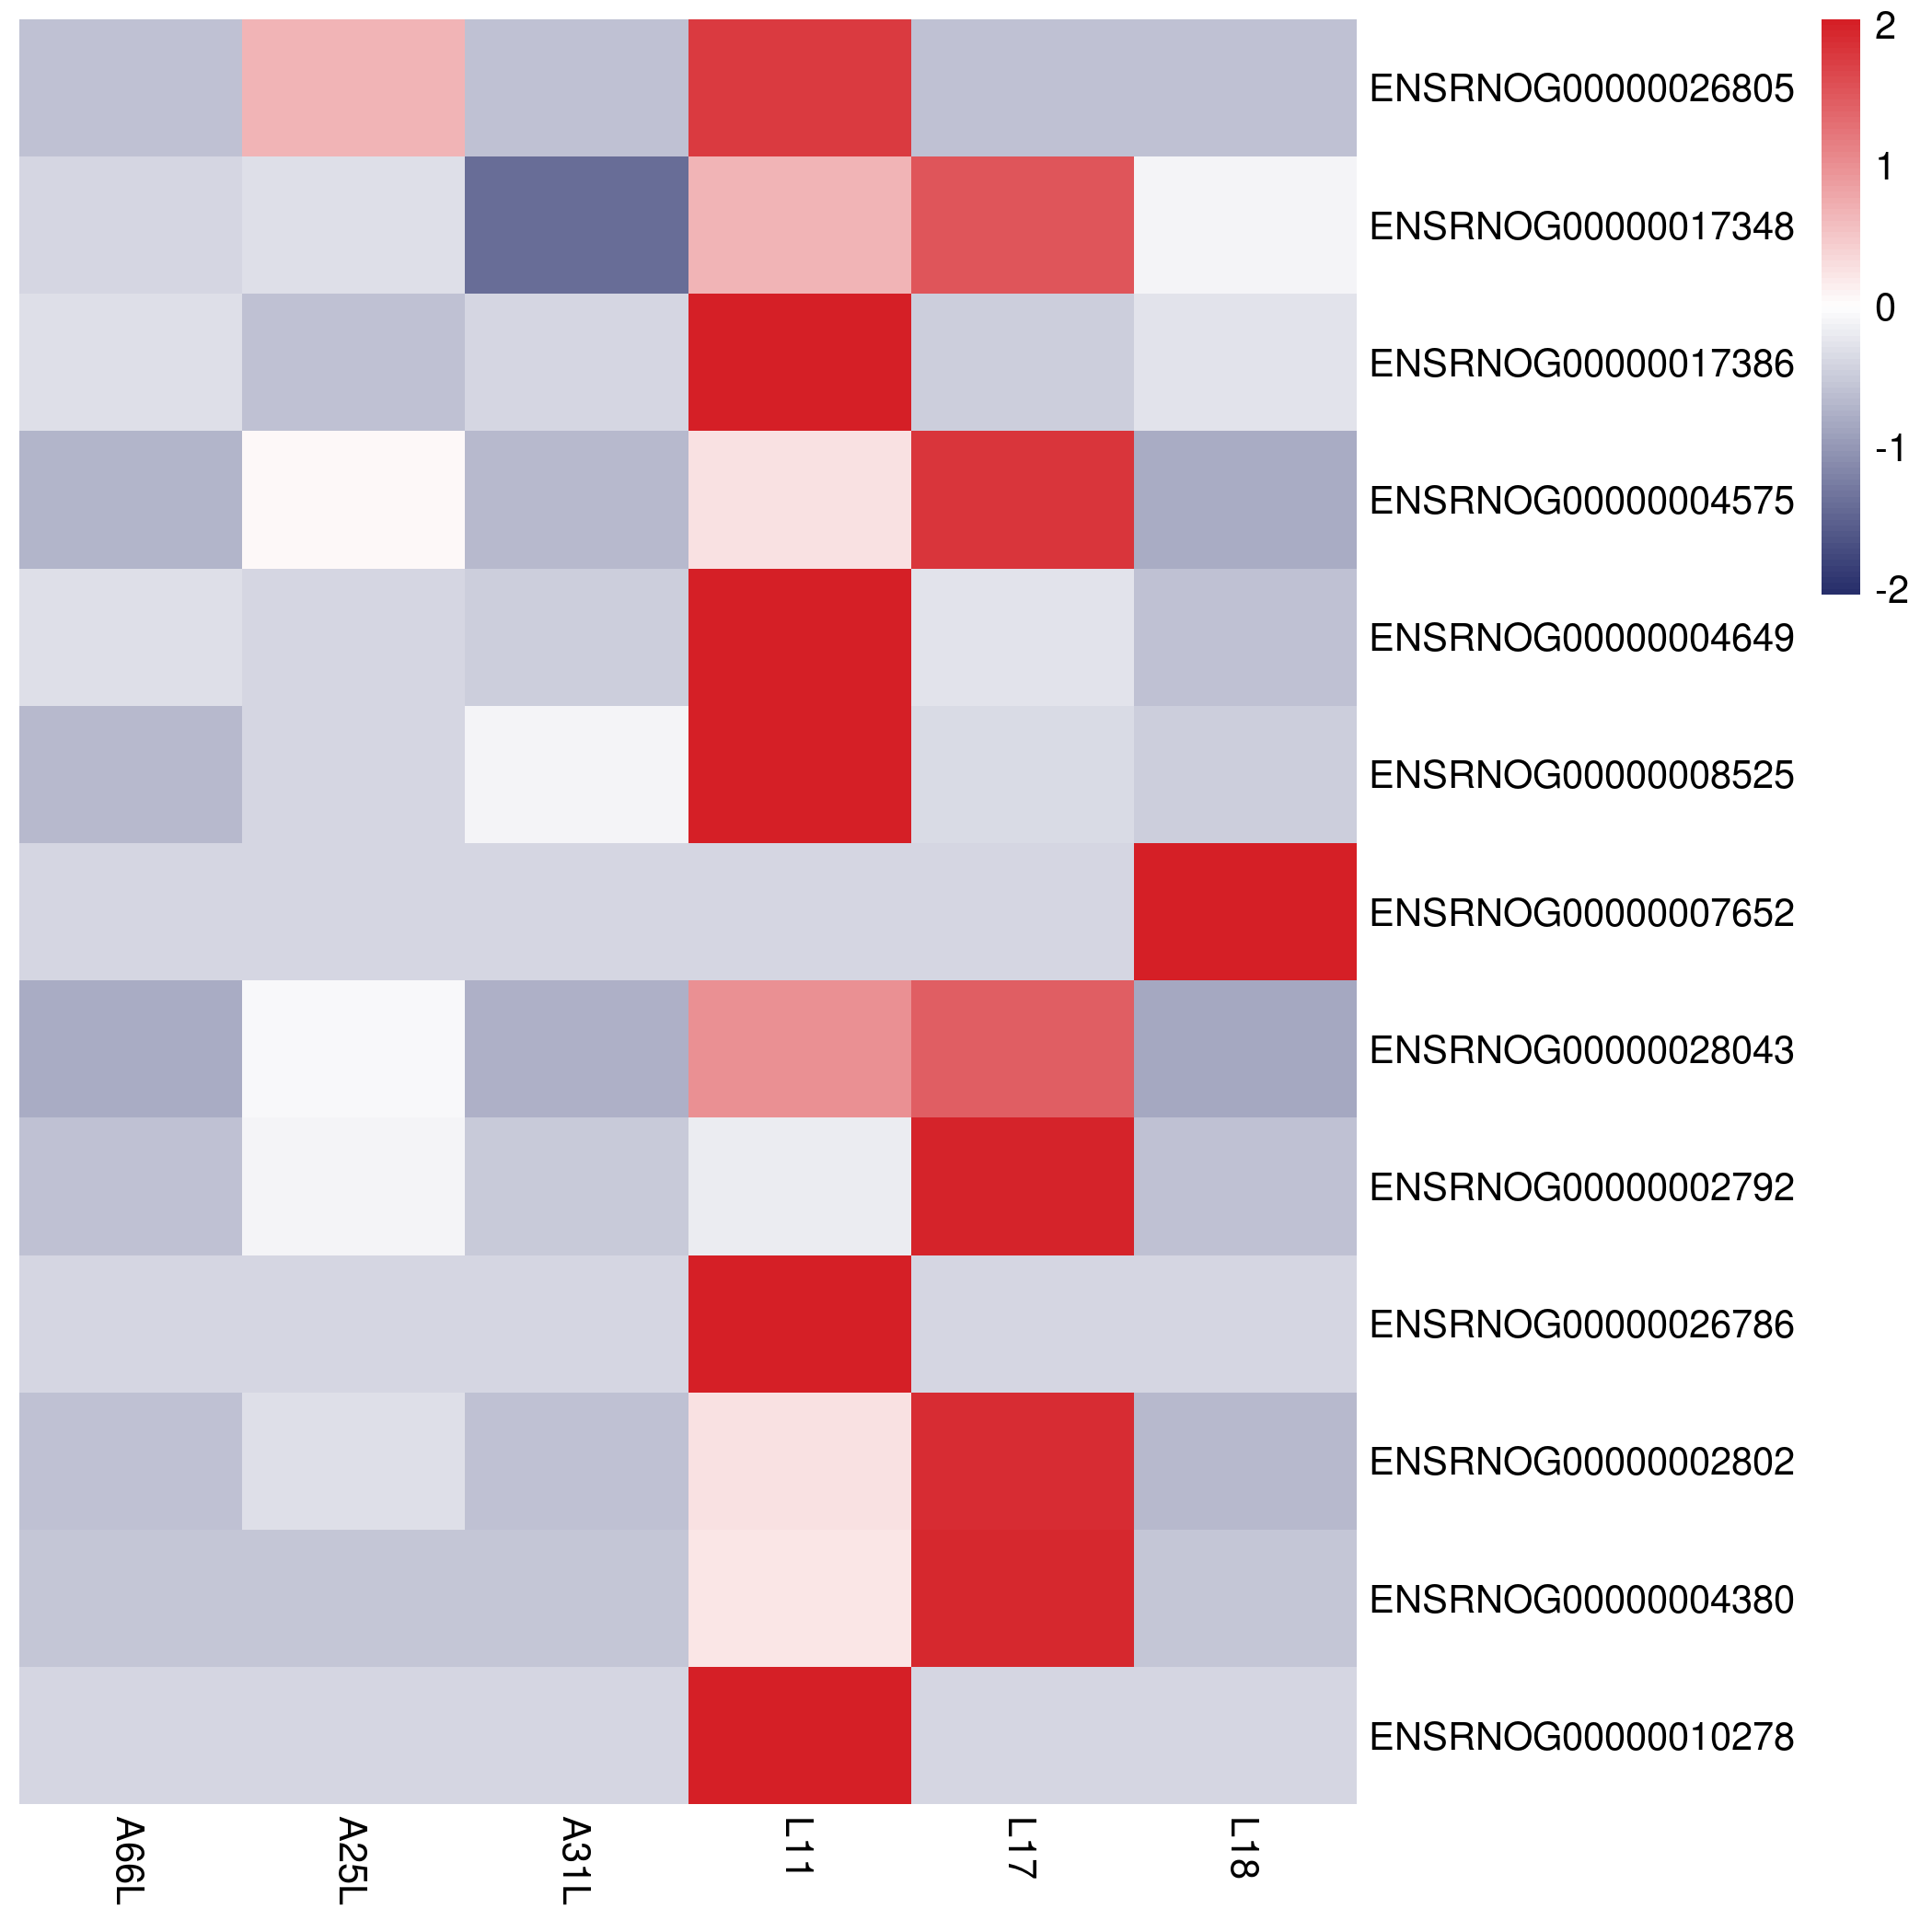 2
1
0
-1
-2
ENSRNOG00000026805
ENSRNOG00000017348
ENSRNOG00000017386
ENSRNOG00000004575
ENSRNOG00000004649
ENSRNOG00000008525
ENSRNOG00000007652
ENSRNOG00000028043
ENSRNOG00000002792
ENSRNOG00000026786
ENSRNOG00000002802
ENSRNOG00000004380
ENSRNOG00000010278
A66L
A25L
A31L
L11
L17
L18